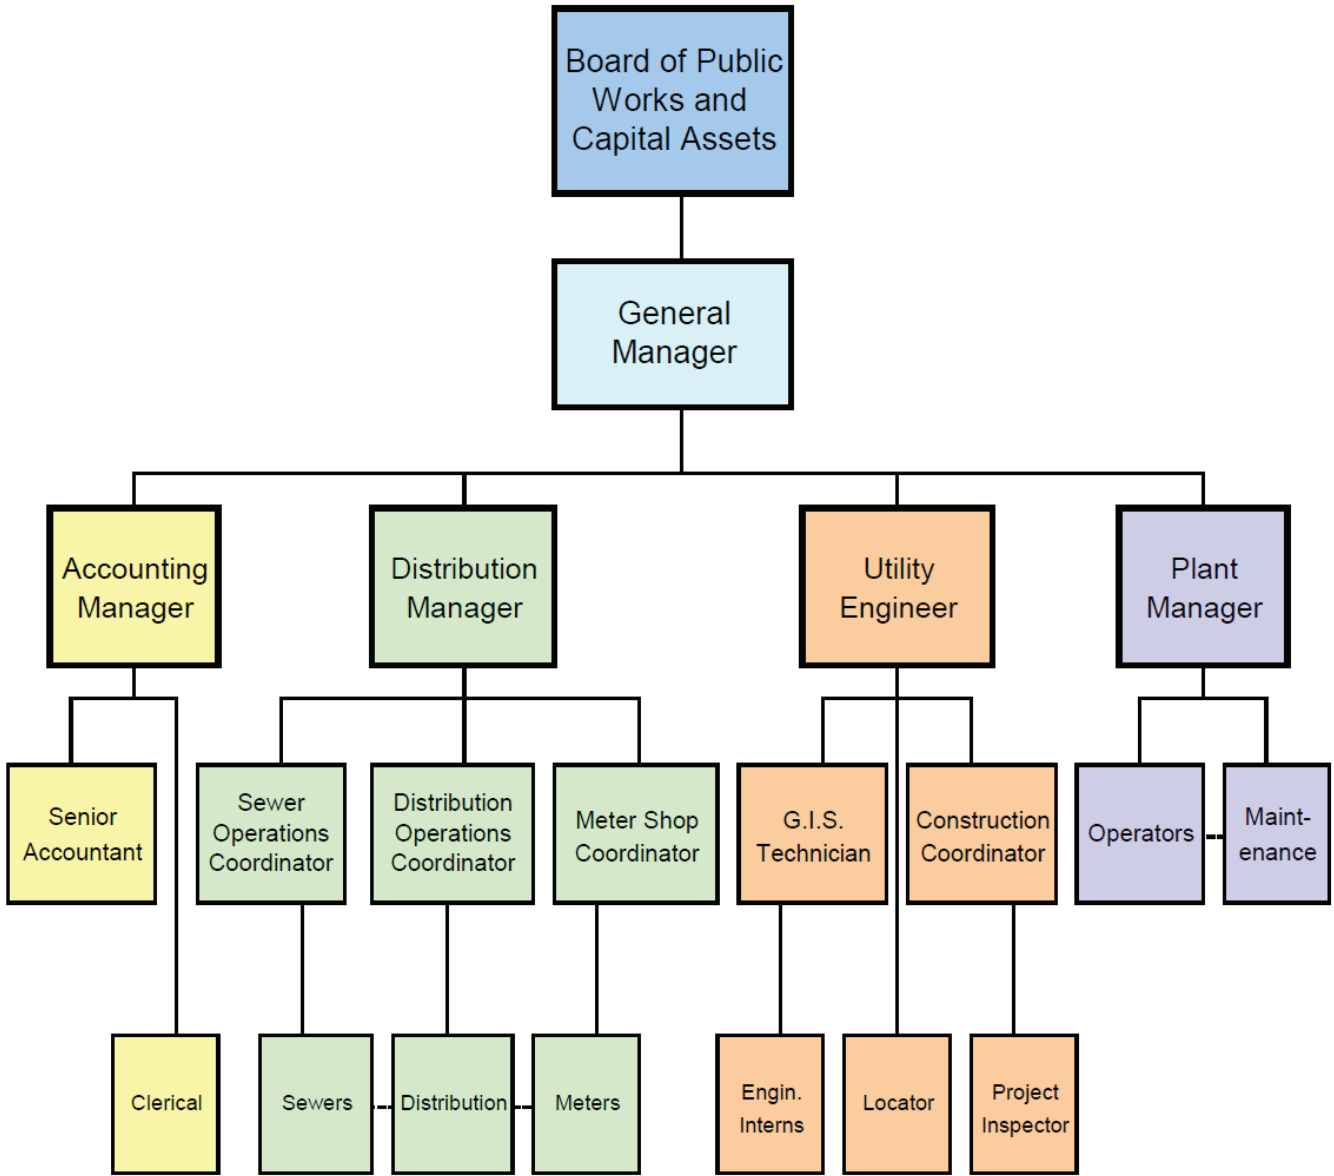 Board of Public
Works and
Capital Assets
General
Manager
Accounting
Manager
Distribution
Manager
Utility
Engineer
Plant
Manager
Senior
Accountant
Sewer
Operations
Coordinator
Distribution
Operations
Coordinator
Meter Shop
Coordinator
G.I.S.
Technician
Construction
Coordinator
Operators
Maint-
enance
Clerical
Sewers
Distribution
Meters
Engin.
Interns
Locator
Project
Inspector